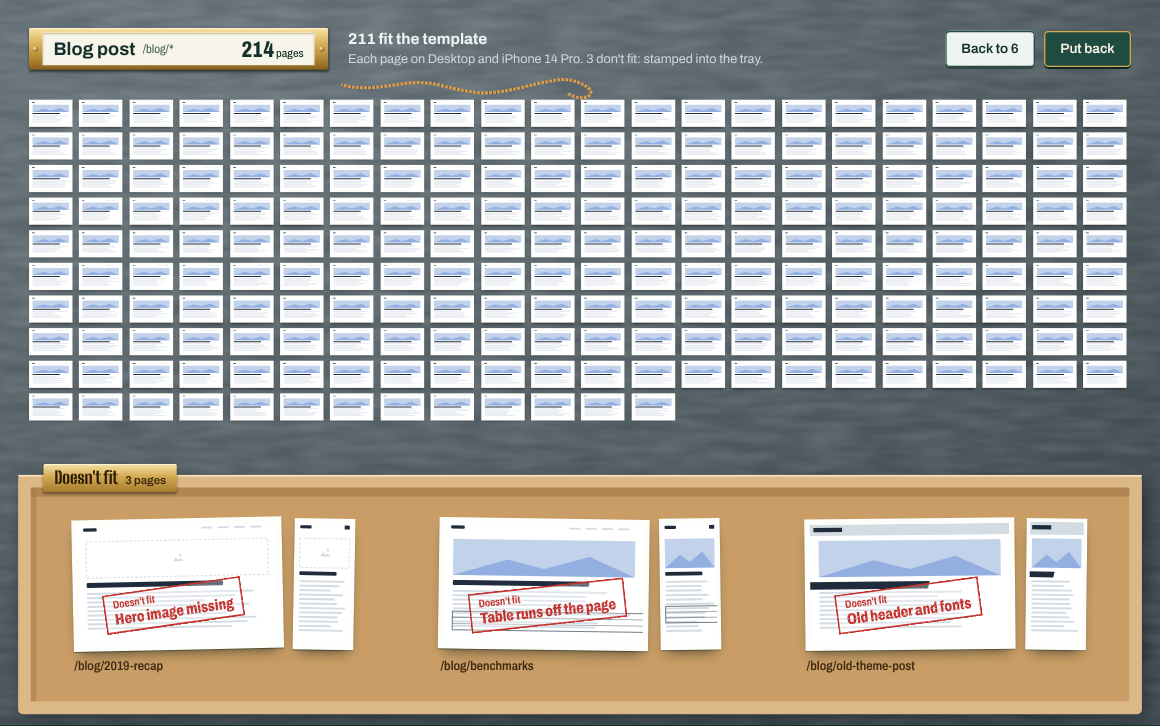 Blog post /blog/* 214 pages
211 fit the template
Each page on Desktop and iPhone 14 Pro. 3 don't fit: stamped into the tray.
Back to 6
Put back
Doesn't fit 3 pages
Doesn't fit
Hero image missing
/blog/2019-recap
Doesn't fit
Table runs off the page
/blog/benchmarks
Doesn't fit
Old header and fonts
/blog/old-theme-post